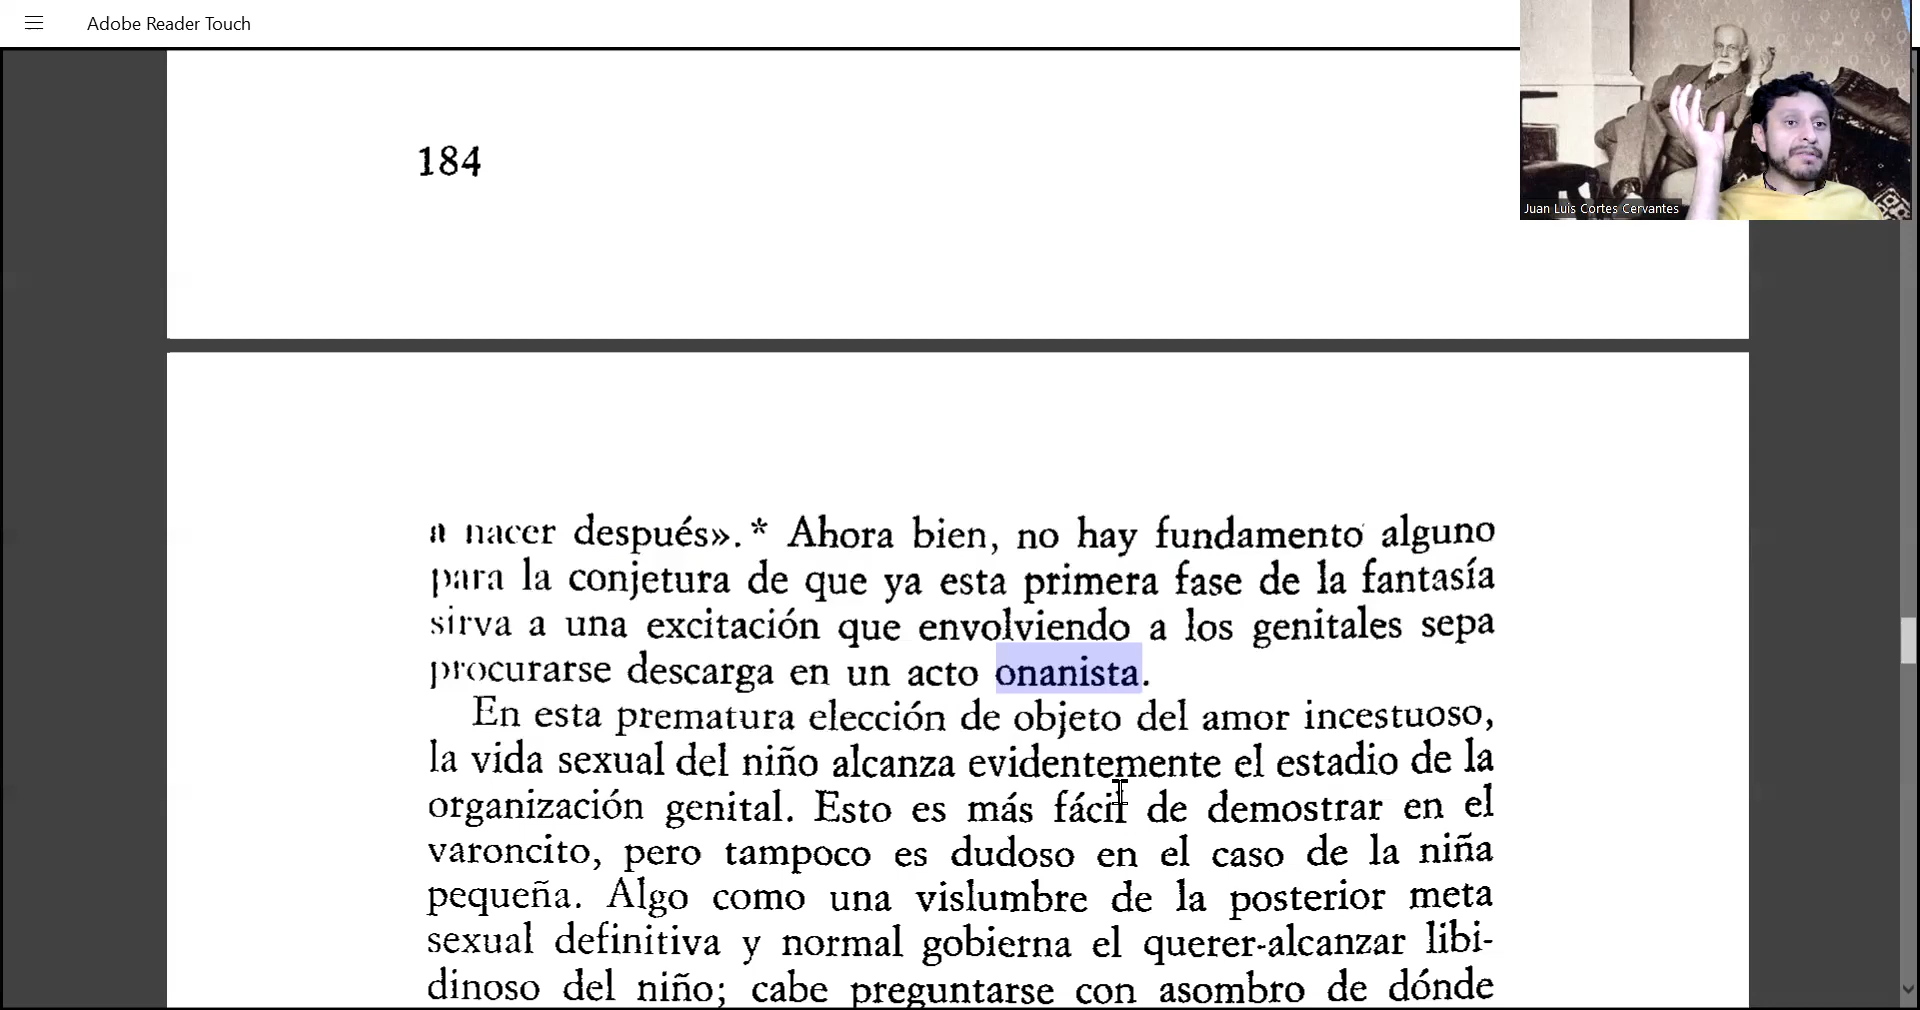 Adobe Reader Touch
Juan Luis Cortes Cervantes
184
a nacer después». * Ahora bien, no hay fundamento alguno
para la conjetura de que ya esta primera fase de la fantasía
sirva a una excitación que envolviendo a los genitales sepa
procurarse descarga en un acto onanista.
En esta prematura elección de objeto del amor incestuoso,
la vida sexual del niño alcanza evidentemente el estadio de la
organización genital. Esto es más fácil de demostrar en el
varoncito, pero tampoco es dudoso en el caso de la niña
pequeña. Algo como una vislumbre de la posterior meta
sexual definitiva y normal gobierna el querer-alcanzar libi-
dinoso del niño; cabe preguntarse con asombro de dónde